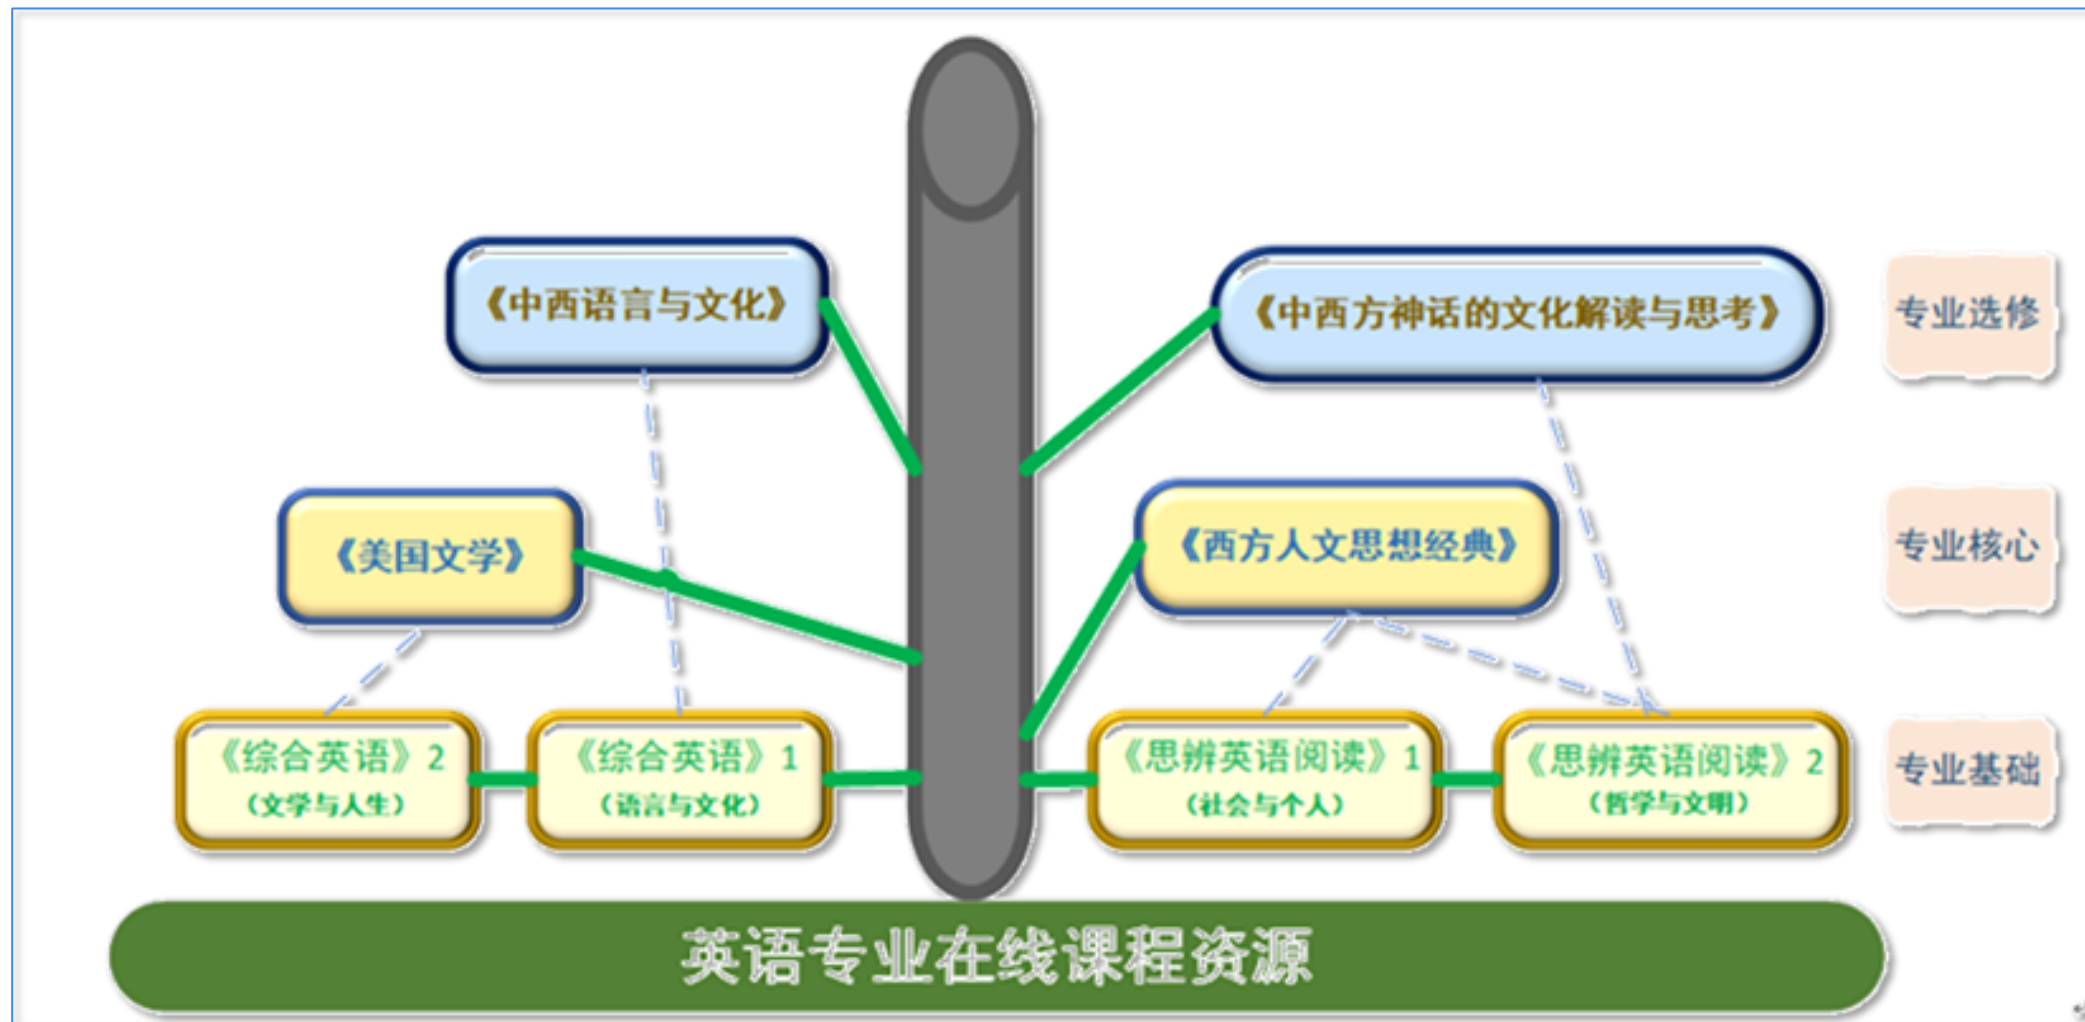 《中西语言与文化》
《中西方神话的文化解读与思考》
专业选修
《美国文学》
《西方人文思想经典》
专业核心
《综合英语》2
（文学与人生）
《综合英语》1
（语言与文化）
《思辨英语阅读》1
（社会与个人）
《思辨英语阅读》2
（哲学与文明）
专业基础
英语专业在线课程资源